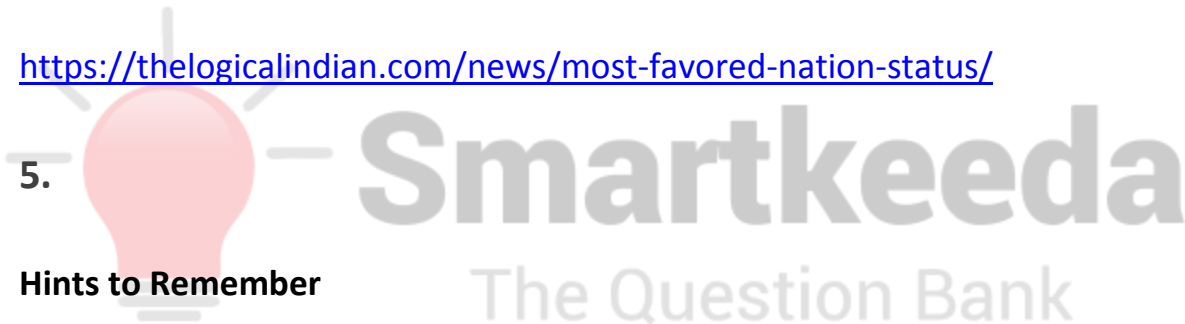 https://thelogicalindian.com/news/most-favored-nation-status/
Smartkeeda
5.
The Question Bank
Hints to Remember